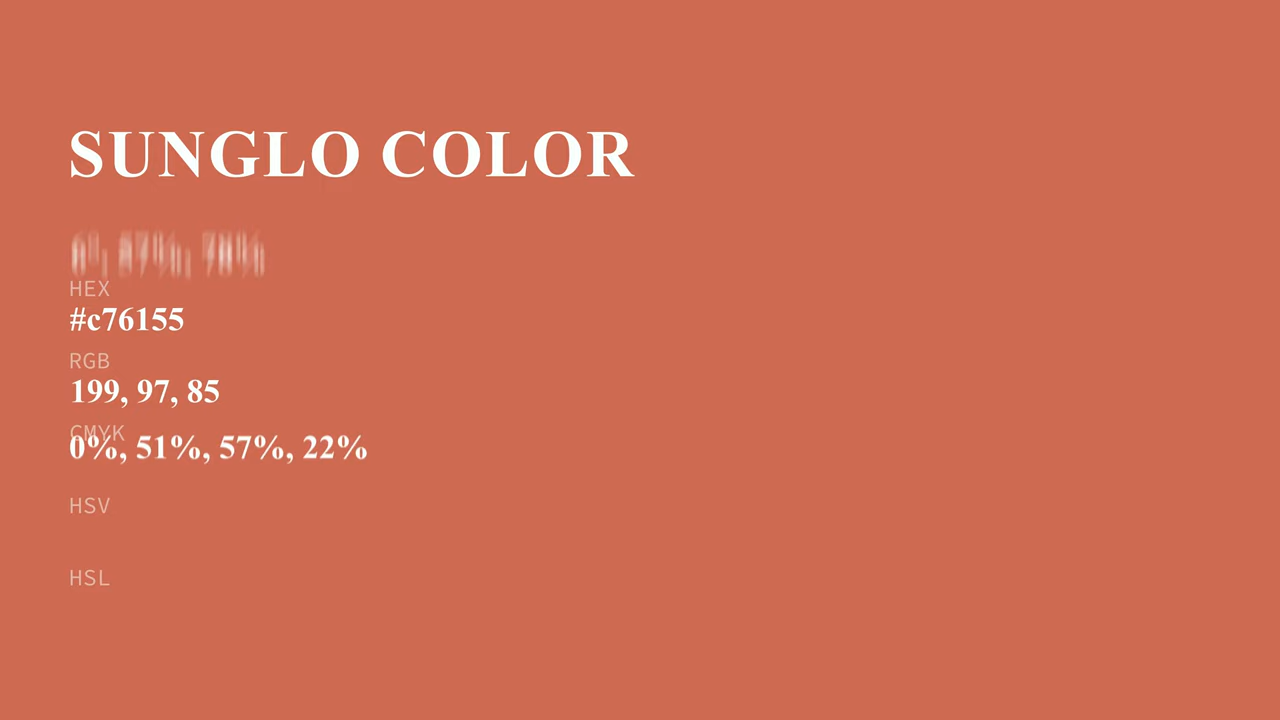 SUNGLO COLOR
HEX
#c76155
RGB
199, 97, 85
CMYK
0%, 51%, 57%, 22%
HSV
HSL